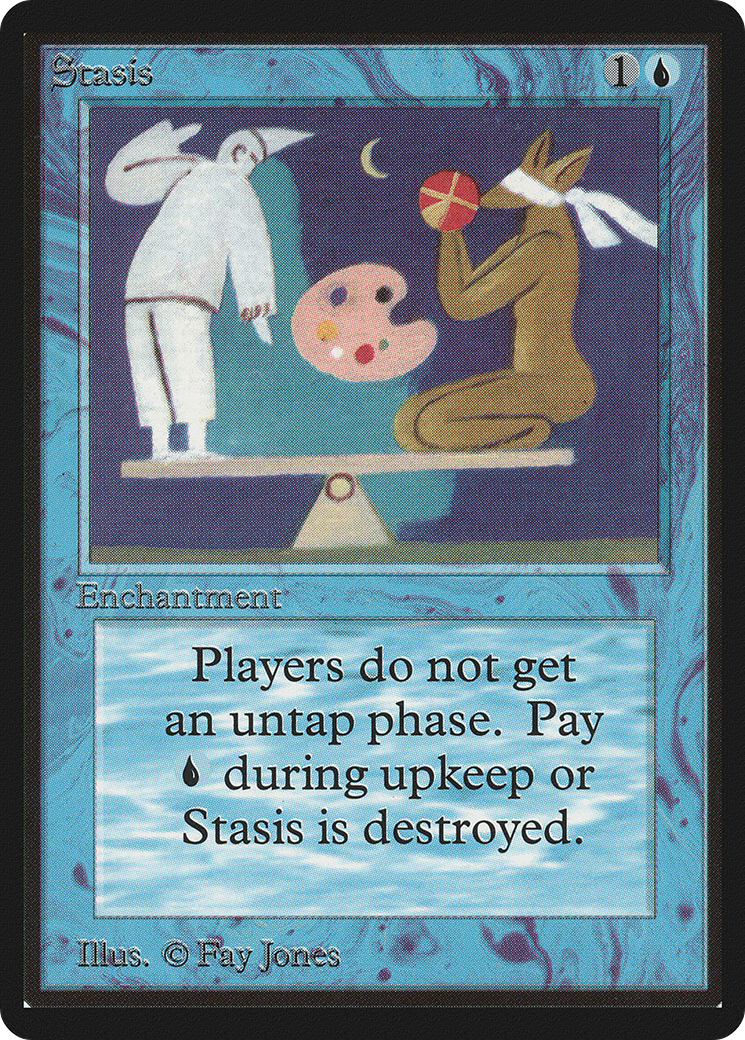 Stasis 1
Enchantment
Players do not get
an untap phase. Pay
during upkeep or
Stasis is destroyed.
Illus. © Fay Jones